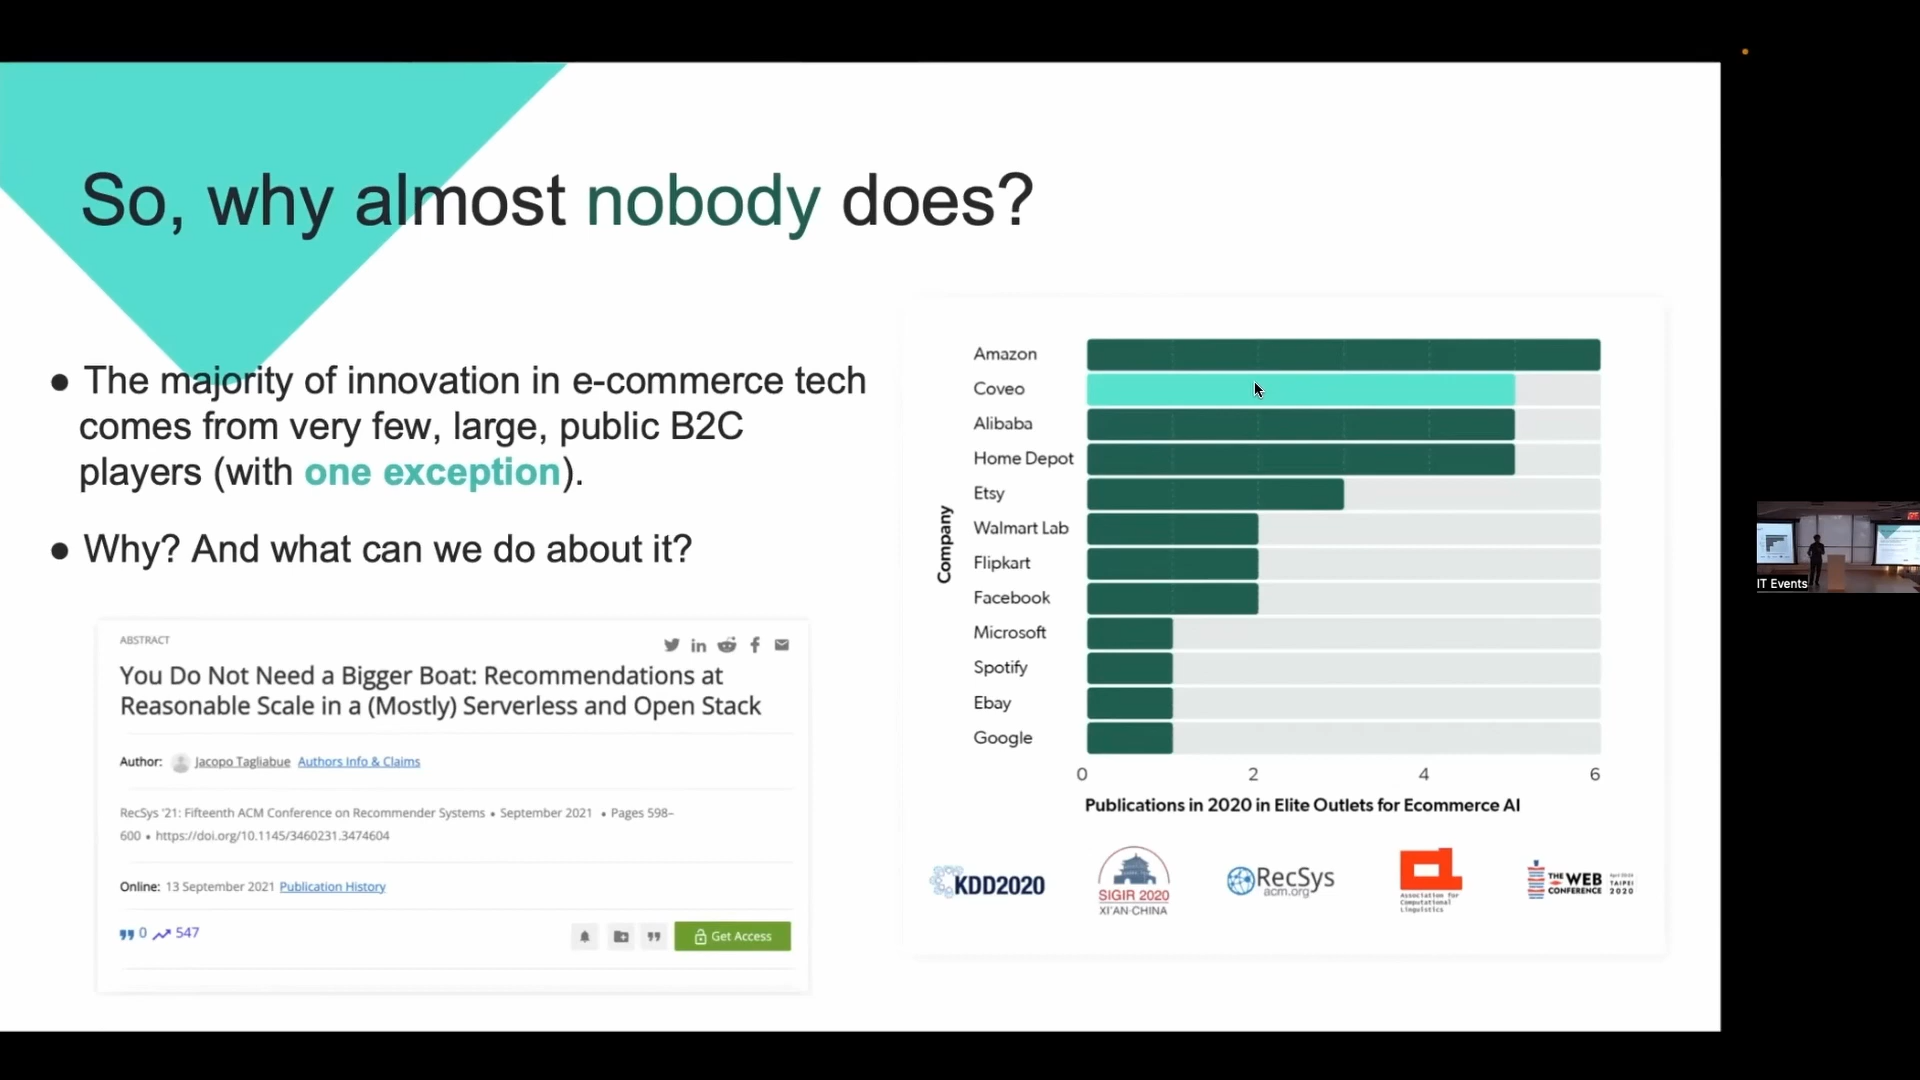 So, why almost nobody does?
● The majority of innovation in e-commerce tech
comes from very few, large, public B2C
players (with one exception).
● Why? And what can we do about it?
ABSTRACT
You Do Not Need a Bigger Boat: Recommendations at
Reasonable Scale in a (Mostly) Serverless and Open Stack
Author: Jacopo Tagliabue Authors Info & Claims
RecSys '21: Fifteenth ACM Conference on Recommender Systems • September 2021 • Pages 598–
600 • https://doi.org/10.1145/3460231.3474604
Online: 13 September 2021 Publication History
0 547
Get Access
Company
Amazon
Coveo
Alibaba
Home Depot
Etsy
Walmart Lab
Flipkart
Facebook
Microsoft
Spotify
Ebay
Google
0 2 4 6
Publications in 2020 in Elite Outlets for Ecommerce AI
KDD2020
SIGIR 2020
XI'AN·CHINA
RecSys
acm.org
Association for
Computational
Linguistics
THE WEB
CONFERENCE
TAIPEI
2020
IT Events